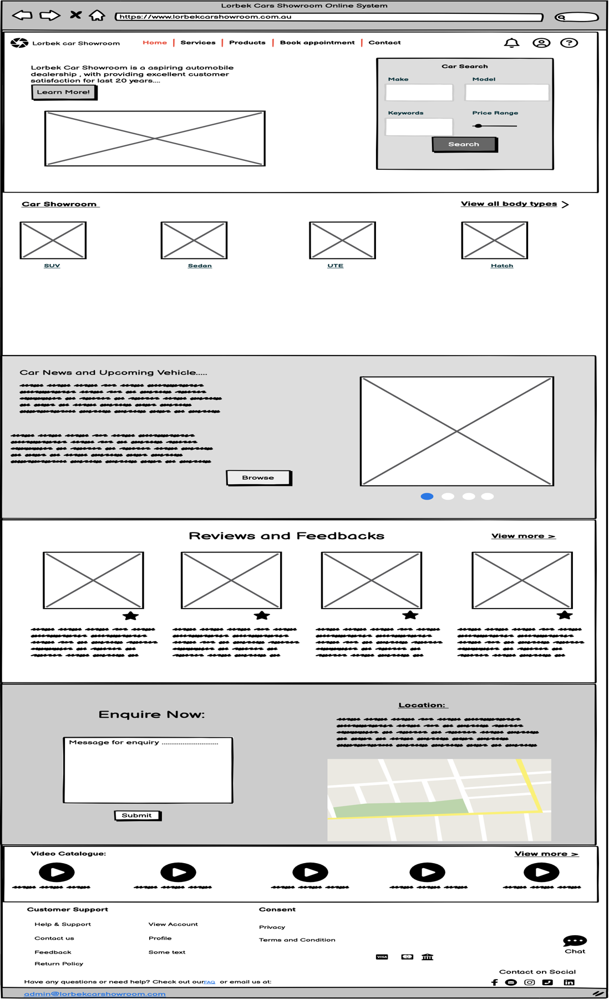 Lorbek Cars Showroom Online System
https://www.lorbekcarshowroom.com.au
Lorbek car Showroom
Home | Services | Products | Book appointment | Contact
Lorbek Car Showroom is a aspiring automobile
dealership , with providing excellent customer
satisfaction for last 20 years....
Learn More!
Car Search
Make
Model
Keywords
Price Range
Search
Car Showroom
View all body types
SUV
Sedan
UTE
Hatch
Car News and Upcoming Vehicle.....
Browse
Reviews and Feedbacks
View more >
Enquire Now:
Message for enquiry ..............................
Submit
Location:
Video Catalogue:
View more >
Customer Support
Help & Support
Contact us
Feedback
Return Policy
View Account
Profile
Some text
Consent
Privacy
Terms and Condition
VISA
Chat
Contact on Social
Have any questions or need help? Check out our FAQ or email us at:
admin@lorbekcarshowroom.com